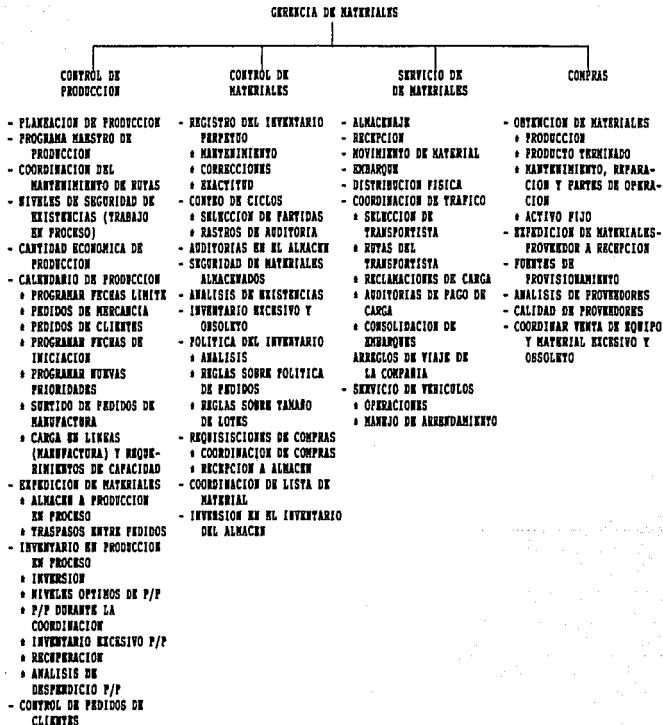 GERENCIA DE MATERIALES
CONTROL DE
PRODUCCION
- PLANEACION DE PRODUCCION
- PROGRAMA MAESTRO DE
PRODUCCION
- COORDINACION DEL
MANTENIMIENTO DE RUTAS
- NIVELES DE SEGURIDAD DE
EXISTENCIAS (TRABAJO
EN PROCESO)
- CANTIDAD ECONOMICA DE
PRODUCCION
- CALENDARIO DE PRODUCCION
* PROGRAMAR FECHAS LIMITE
* PEDIDOS DE MERCANCIA
* PEDIDOS DE CLIENTES
* PROGRAMAR FECHAS DE
INICIACION
* PROGRAMAR NUEVAS
PRIORIDADES
* SURTIDO DE PEDIDOS DE
MANUFACTURA
* CARGA EN LINEAS
(MANUFACTURA) Y REQUE-
RIMIENTOS DE CAPACIDAD
- EXPEDICION DE MATERIALES
* ALMACEN A PRODUCCION
EN PROCESO
* TRASPASOS ENTRE PEDIDOS
- INVENTARIO EN PRODUCCION
EN PROCESO
* INVERSION
* NIVELES OPTIMOS DE P/P
* P/P DURANTE LA
COORDINACION
* INVENTARIO EXCESIVO P/P
* RECUPERACION
* ANALISIS DE
DESPERDICIO P/P
- CONTROL DE PEDIDOS DE
CLIENTES
CONTROL DE
MATERIALES
- REGISTRO DEL INVENTARIO
PERPETUO
* MANTENIMIENTO
* CORRECCIONES
* EXACTITUD
- CONTEO DE CICLOS
* SELECCION DE PARTIDAS
* RASTROS DE AUDITORIA
- AUDITORIAS EN EL ALMACEN
- SEGURIDAD DE MATERIALES
ALMACENADOS
- ANALISIS DE EXISTENCIAS
- INVENTARIO EXCESIVO Y
OBSOLETO
- POLITICA DEL INVENTARIO
* ANALISIS
* REGLAS SOBRE POLITICA
DE PEDIDOS
* REGLAS SOBRE TAMAÑO
DE LOTES
- REQUISISCIONES DE COMPRAS
* COORDINACION DE COMPRAS
* RECEPCION A ALMACEN
- COORDINACION DE LISTA DE
MATERIAL
- INVERSION EN EL INVENTARIO
DEL ALMACEN
SERVICIO DE
DE MATERIALES
- ALMACENAJE
- RECEPCION
- MOVIMIENTO DE MATERIAL
- EMBARQUE
- DISTRIBUCION FISICA
- COORDINACION DE TRAFICO
* SELECCION DE
TRANSPORTISTA
* RUTAS DEL
TRANSPORTISTA
* RECLAMACIONES DE CARGA
* AUDITORIAS DE PAGO DE
CARGA
* CONSOLIDACION DE
EMBARQUES
ARREGLOS DE VIAJE DE
LA COMPAÑIA
- SERVICIO DE VEHICULOS
* OPERACIONES
* MANEJO DE ARRENDAMIENTO
COMPRAS
- OBTENCION DE MATERIALES
* PRODUCCION
* PRODUCTO TERMINADO
* MANTENIMIENTO, REPARA-
CION Y PARTES DE OPERA-
CION
* ACTIVO FIJO
- EXPEDICION DE MATERIALES-
PROVEEDOR A RECEPCION
- FUENTES DE
PROVISIONAMIENTO
- ANALISIS DE PROVEEDORES
- CALIDAD DE PROVEEDORES
- COORDINAR VENTA DE EQUIPO
Y MATERIAL EXCESIVO Y
OBSOLETO